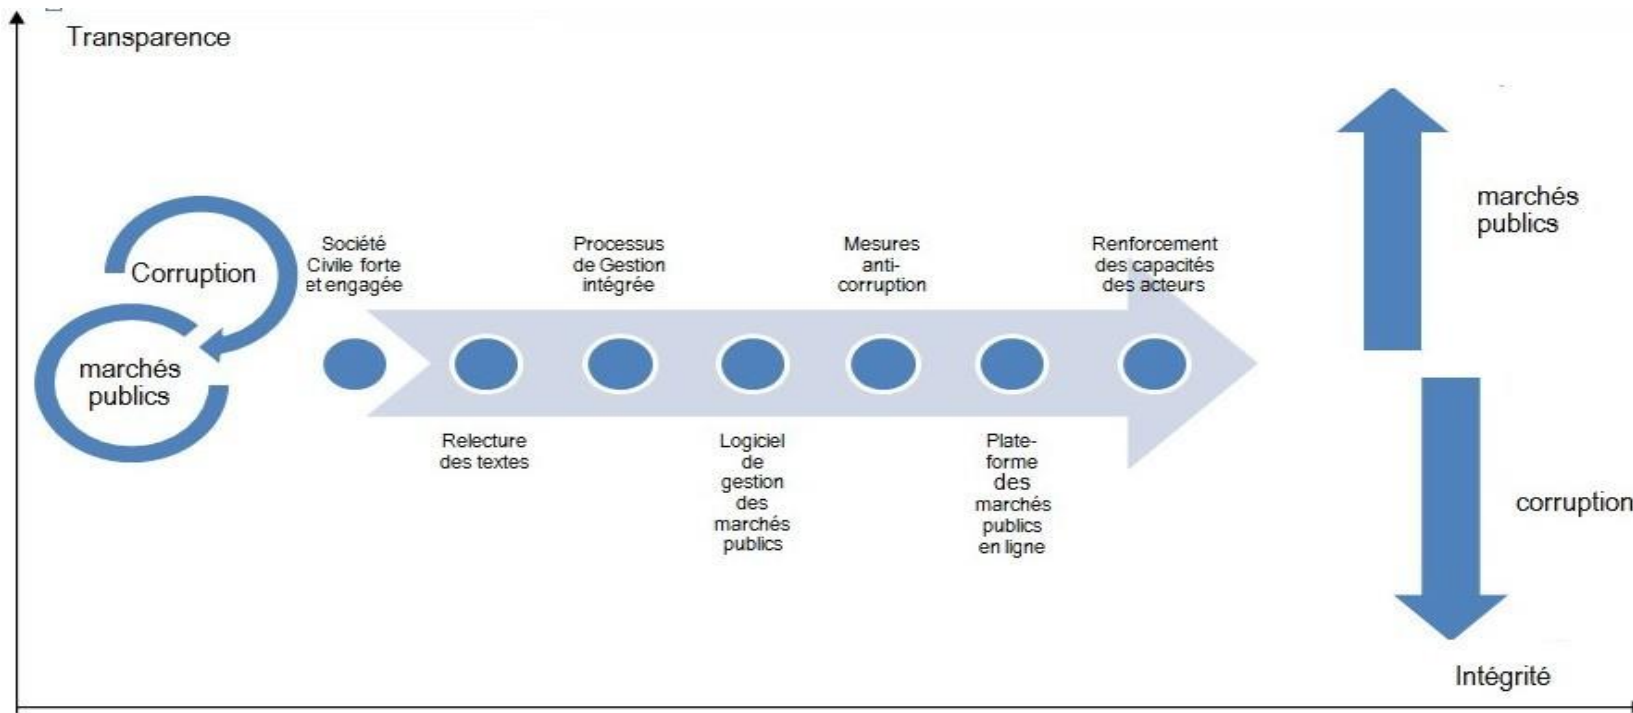 Transparence
Corruption
marchés
publics
Société
Civile forte
et engagée
Relecture
des textes
Processus
de Gestion
intégrée
Logiciel
de
gestion
des
marchés
publics
Mesures
anti-
corruption
Plate-
forme
des
marchés
publics
en ligne
Renforcement
des capacités
des acteurs
marchés
publics
corruption
Intégrité